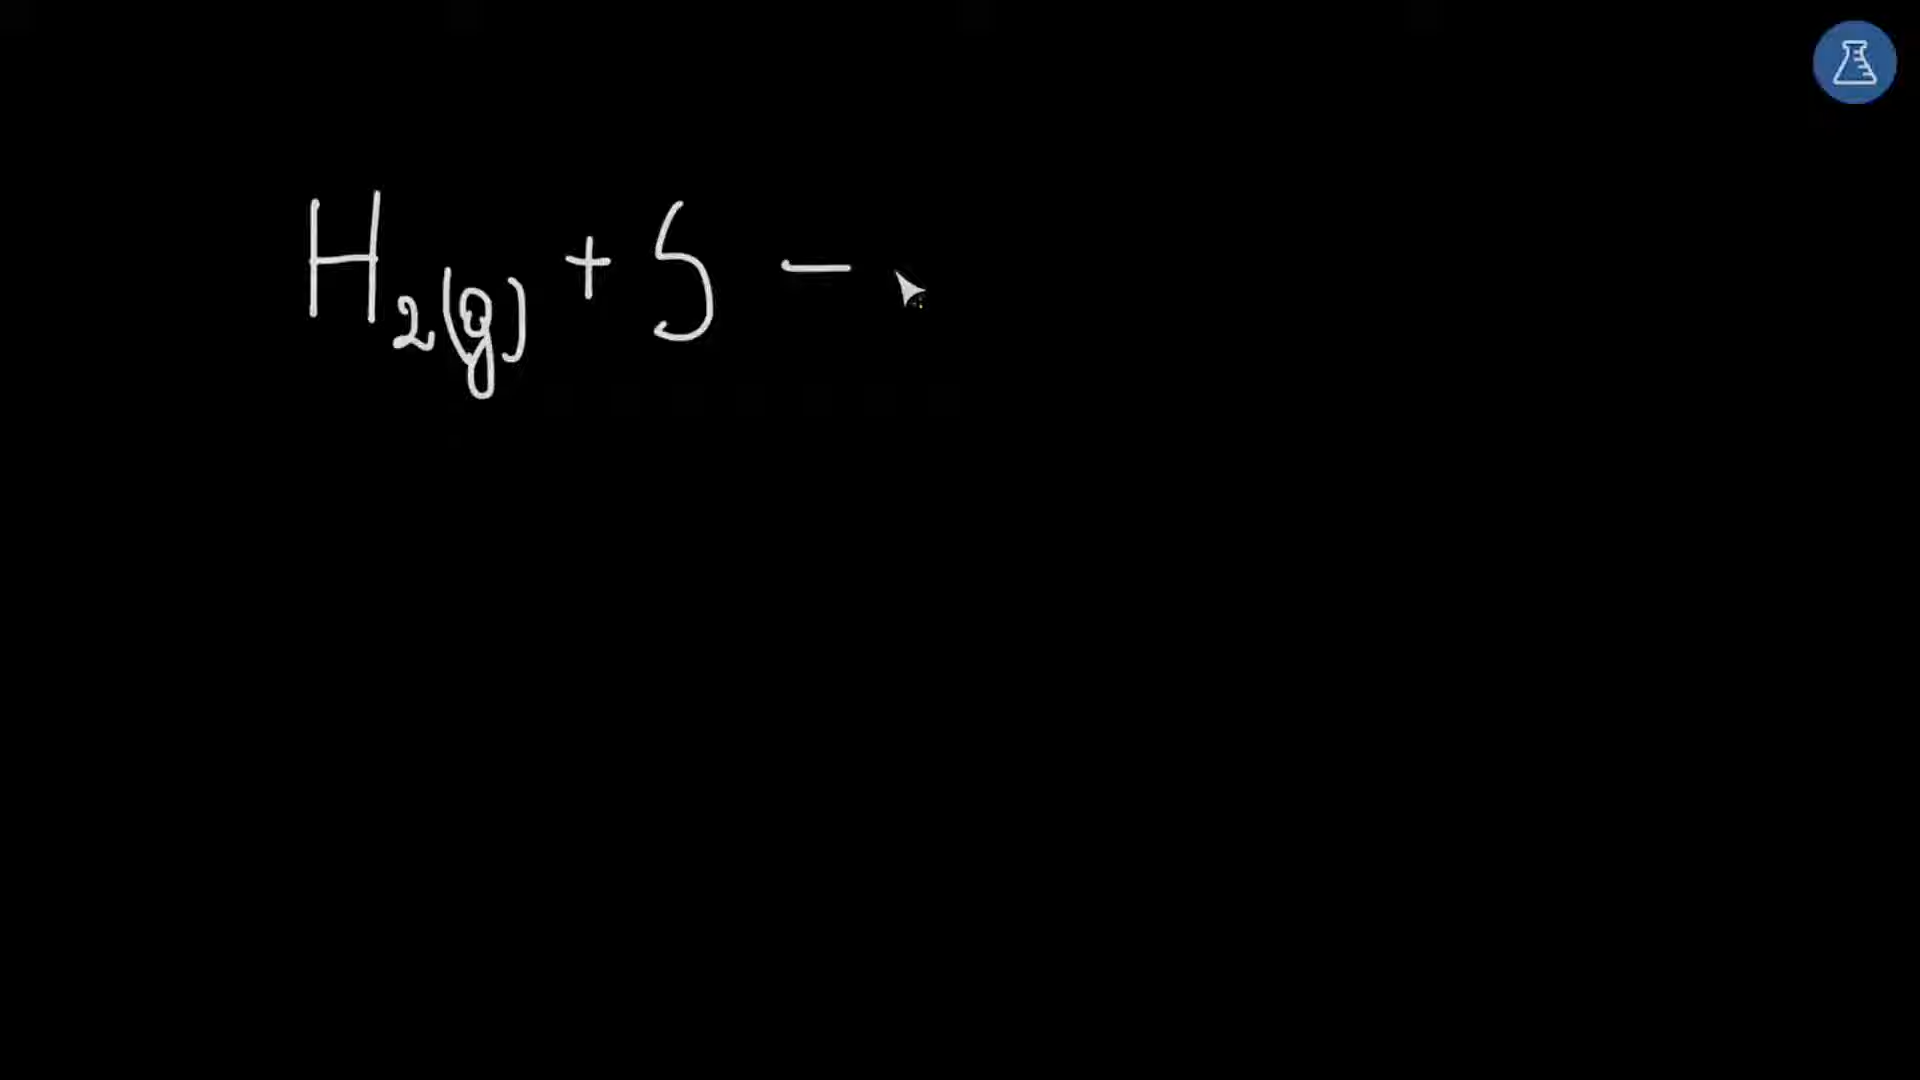 H₂(g) + S —